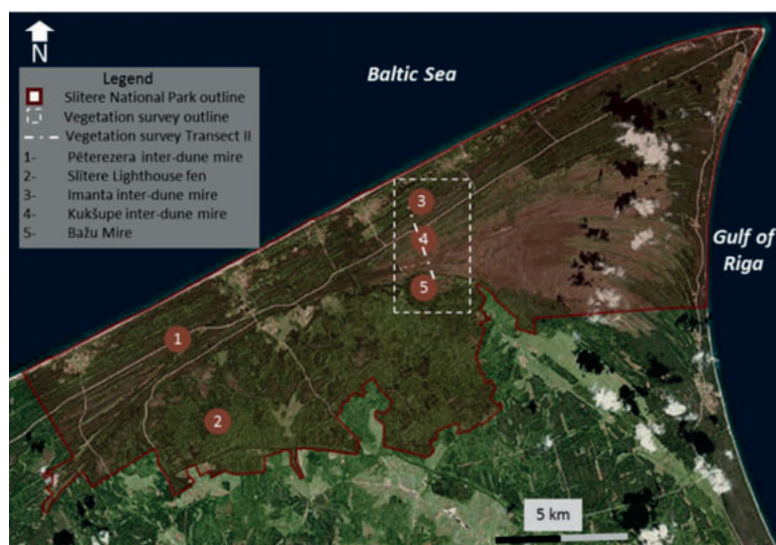 N
Baltic Sea
Legend
Slītere National Park outline
Vegetation survey outline
Vegetation survey Transect II
1- Pēterezera inter-dune mire
2- Slītere Lighthouse fen
3- Imanta inter-dune mire
4- Kukšupe inter-dune mire
5- Bažu Mire
3
4
Gulf of
Riga
5
1
2
5 km